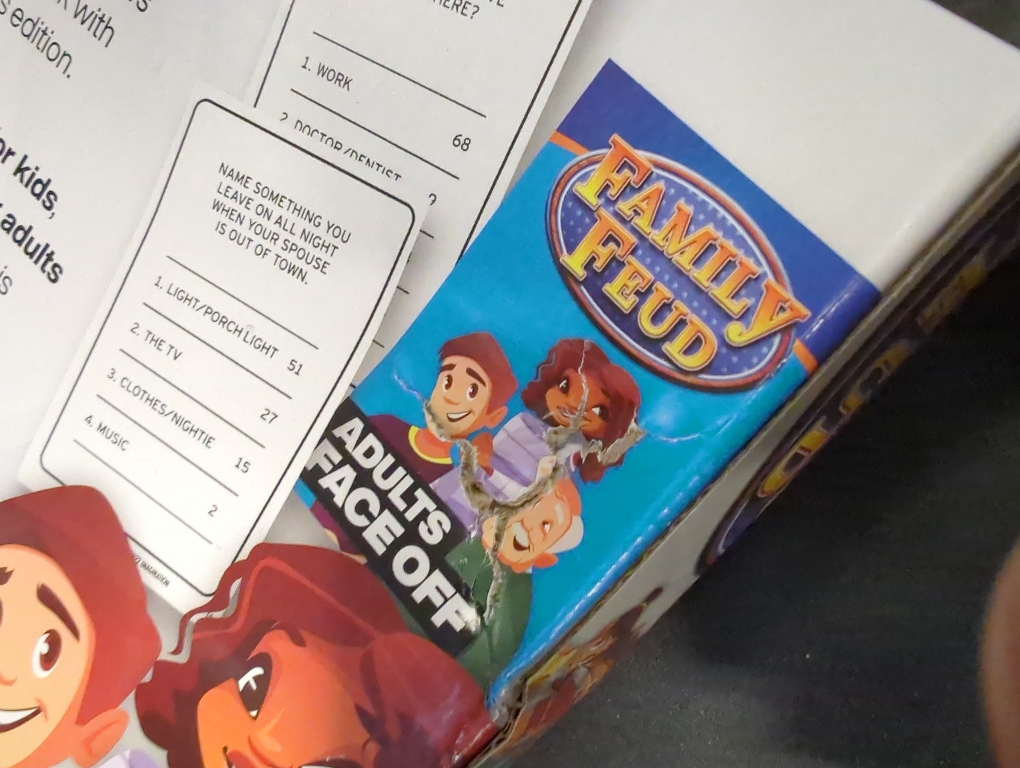 with
edition.
or kids,
adults
is
HERE?
1. WORK
68
2. DOCTOR/DENTIST
NAME SOMETHING YOU
LEAVE ON ALL NIGHT
WHEN YOUR SPOUSE
IS OUT OF TOWN.
1. LIGHT/PORCH LIGHT 51
2. THE TV 27
3. CLOTHES/NIGHTIE 15
4. MUSIC 2
FAMILY
FEUD
ADULTS
FACE OFF